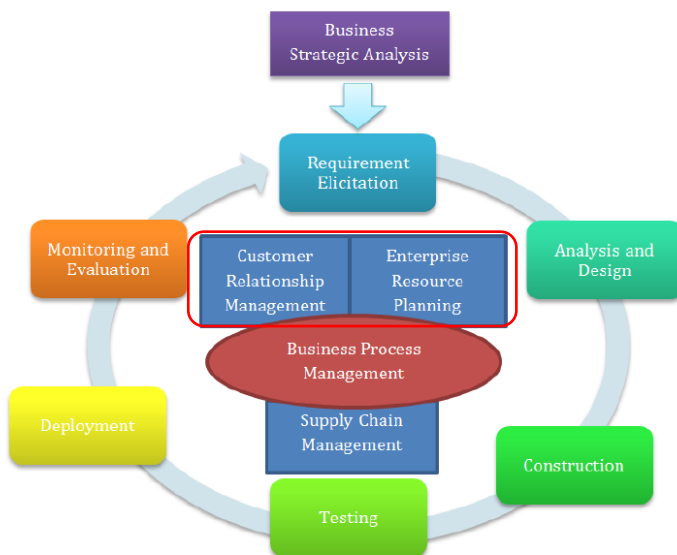 Business
Strategic Analysis
Requirement
Elicitation
Monitoring and
Evaluation
Customer
Relationship
Management
Enterprise
Resource
Planning
Analysis and
Design
Business Process
Management
Deployment
Supply Chain
Management
Construction
Testing